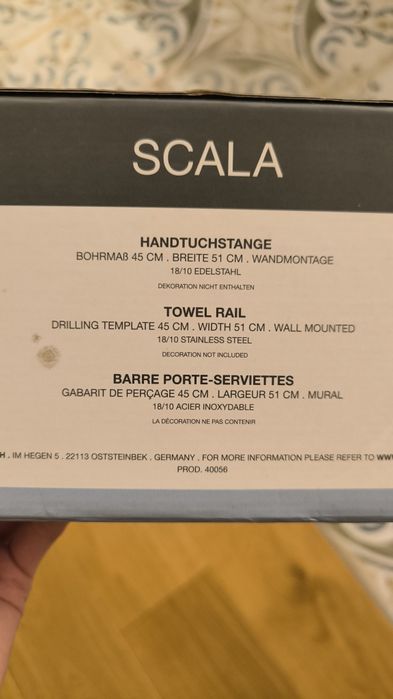 SCALA
HANDTUCHSTANGE
BOHRMAß 45 CM . BREITE 51 CM . WANDMONTAGE
18/10 EDELSTAHL
DEKORATION NICHT ENTHALTEN
TOWEL RAIL
DRILLING TEMPLATE 45 CM . WIDTH 51 CM . WALL MOUNTED
18/10 STAINLESS STEEL
DECORATION NOT INCLUDED
BARRE PORTE-SERVIETTES
GABARIT DE PERÇAGE 45 CM . LARGEUR 51 CM . MURAL
18/10 ACIER INOXYDABLE
LA DÉCORATION NE PAS CONTENIR
H . IM HEGEN 5 . 22113 OSTSTEINBEK . GERMANY . FOR MORE INFORMATION PLEASE REFER TO WWW
PROD. 40056